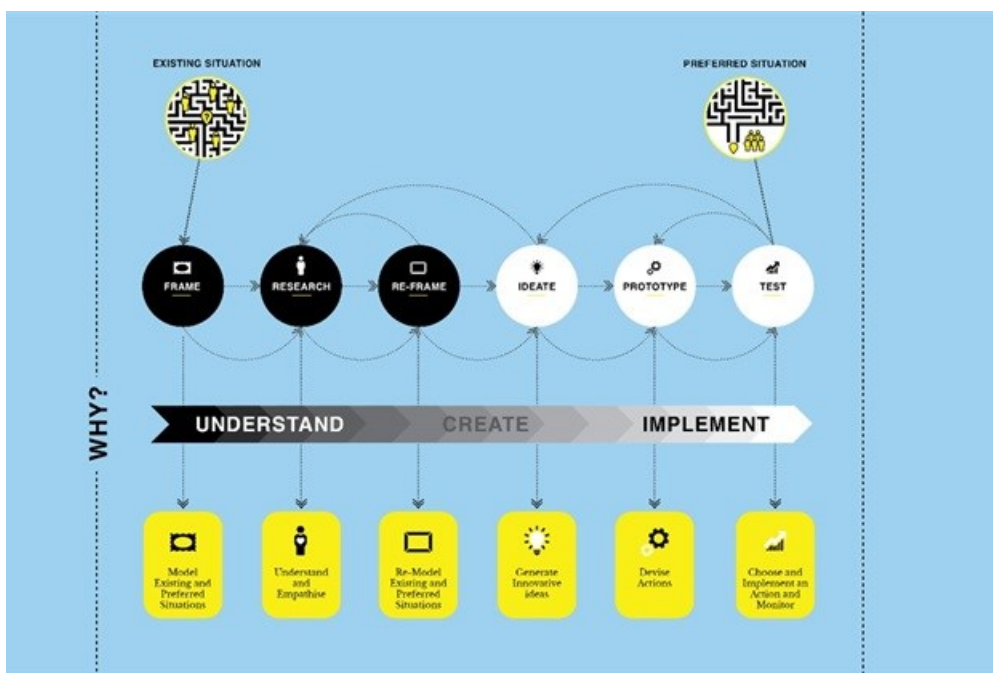 EXISTING SITUATION
PREFERRED SITUATION
?
FRAME
RESEARCH
RE-FRAME
IDEATE
PROTOTYPE
TEST
WHY?
UNDERSTAND
CREATE
IMPLEMENT
Model
Existing and
Preferred
Situations
Understand
and
Empathise
Re-Model
Existing and
Preferred
Situations
Generate
Innovative
ideas
Devise
Actions
Choose and
Implement an
Action and
Monitor